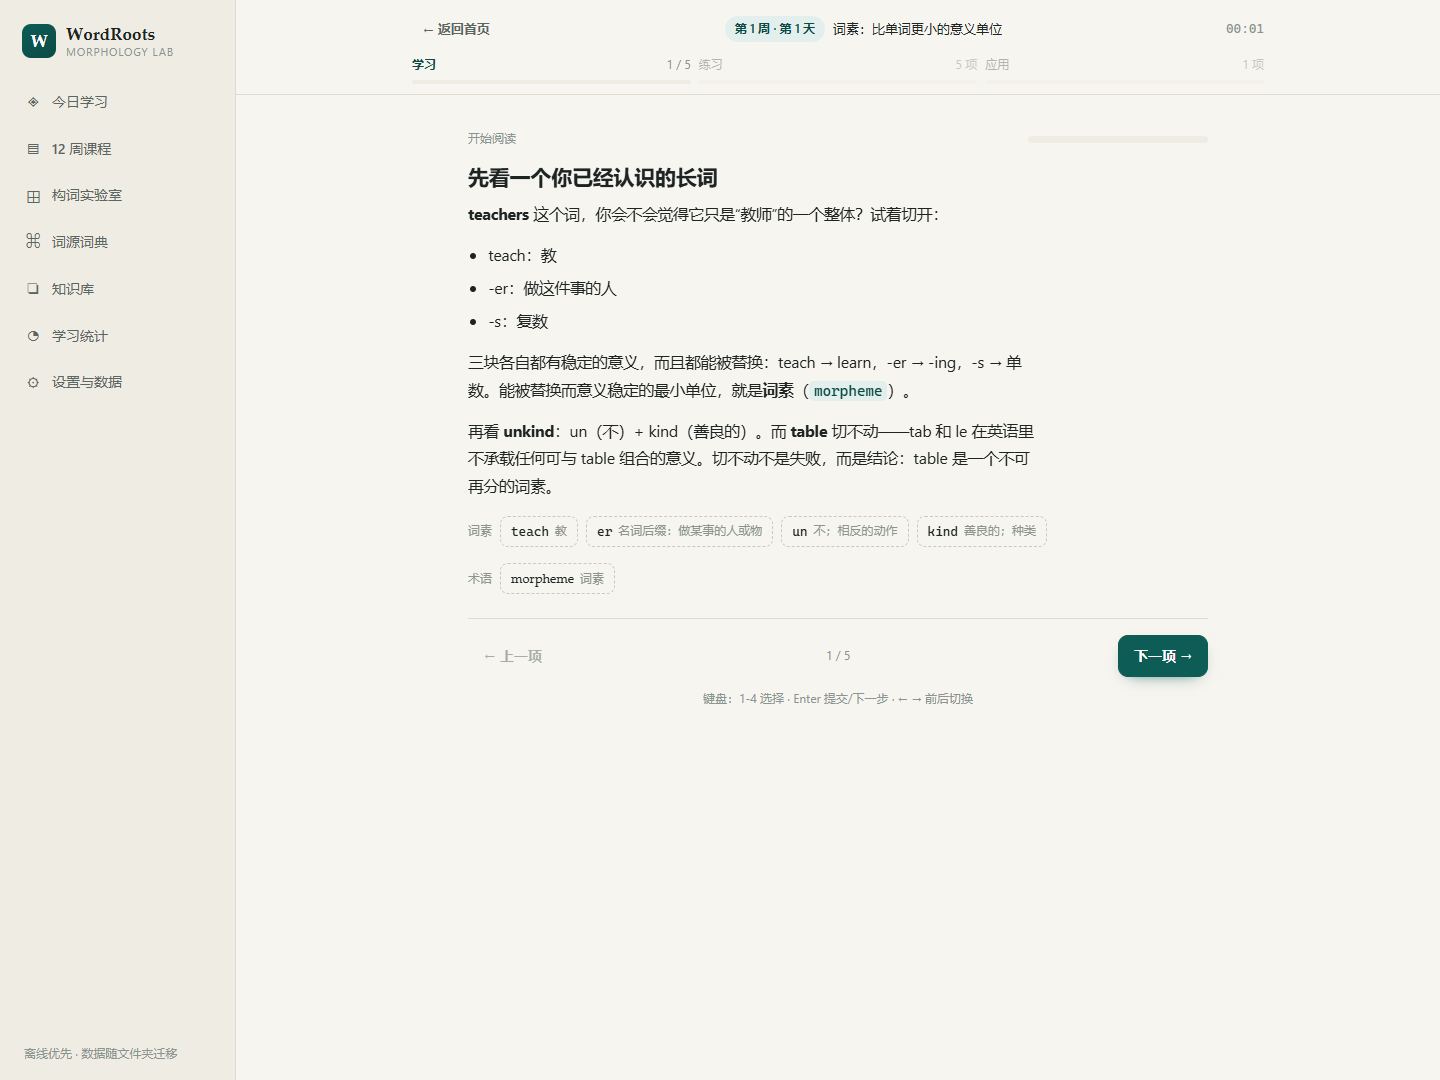 W WordRoots
MORPHOLOGY LAB
今日学习
12 周课程
构词实验室
词源词典
知识库
学习统计
设置与数据
离线优先 · 数据随文件夹迁移
← 返回首页
第 1 周 · 第 1 天 词素：比单词更小的意义单位
00:01
学习 1 / 5 练习 5 项 应用 1 项
开始阅读
先看一个你已经认识的长词
teachers 这个词，你会不会觉得它只是“教师”的一个整体？试着切开：
• teach：教
• -er：做这件事的人
• -s：复数
三块各自都有稳定的意义，而且都能被替换：teach → learn，-er → -ing，-s → 单
数。能被替换而意义稳定的最小单位，就是词素（morpheme）。
再看 unkind：un（不）+ kind（善良的）。而 table 切不动——tab 和 le 在英语里
不承载任何可与 table 组合的意义。切不动不是失败，而是结论：table 是一个不可
再分的词素。
词素 teach 教 er 名词后缀：做某事的人或物 un 不；相反的动作 kind 善良的；种类
术语 morpheme 词素
← 上一项 1 / 5 下一项 →
键盘：1-4 选择 · Enter 提交/下一步 · ← → 前后切换